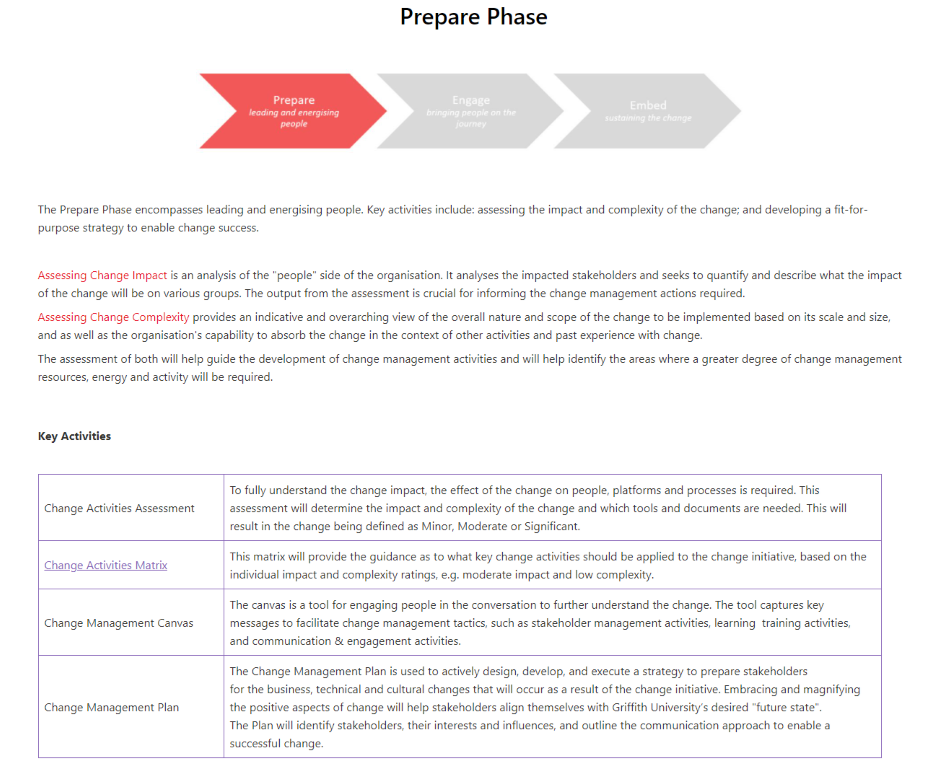 Prepare Phase
Prepare
leading and energising
people
Engage
bringing people on the
journey
Embed
sustaining the change
The Prepare Phase encompasses leading and energising people. Key activities include: assessing the impact and complexity of the change; and developing a fit-for-
purpose strategy to enable change success.
Assessing Change Impact is an analysis of the "people" side of the organisation. It analyses the impacted stakeholders and seeks to quantify and describe what the impact
of the change will be on various groups. The output from the assessment is crucial for informing the change management actions required.
Assessing Change Complexity provides an indicative and overarching view of the overall nature and scope of the change to be implemented based on its scale and size,
and as well as the organisation's capability to absorb the change in the context of other activities and past experience with change.
The assessment of both will help guide the development of change management activities and will help identify the areas where a greater degree of change management
resources, energy and activity will be required.
Key Activities
Change Activities Assessment
To fully understand the change impact, the effect of the change on people, platforms and processes is required. This
assessment will determine the impact and complexity of the change and which tools and documents are needed. This will
result in the change being defined as Minor, Moderate or Significant.
Change Activities Matrix
This matrix will provide the guidance as to what key change activities should be applied to the change initiative, based on the
individual impact and complexity ratings, e.g. moderate impact and low complexity.
Change Management Canvas
The canvas is a tool for engaging people in the conversation to further understand the change. The tool captures key
messages to facilitate change management tactics, such as stakeholder management activities, learning training activities,
and communication & engagement activities.
Change Management Plan
The Change Management Plan is used to actively design, develop, and execute a strategy to prepare stakeholders
for the business, technical and cultural changes that will occur as a result of the change initiative. Embracing and magnifying
the positive aspects of change will help stakeholders align themselves with Griffith University's desired "future state".
The Plan will identify stakeholders, their interests and influences, and outline the communication approach to enable a
successful change.